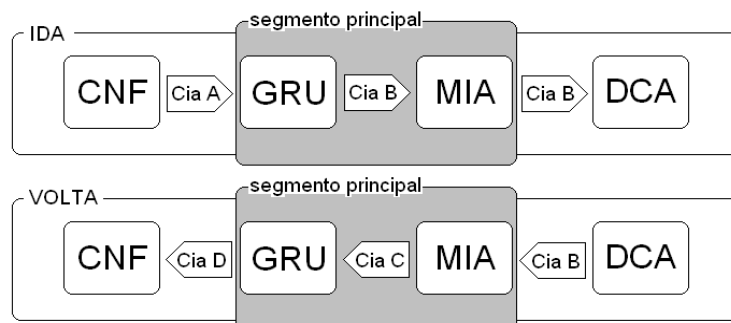 segmento principal
IDA
CNF
Cia A
GRU
Cia B
MIA
Cia B
DCA
segmento principal
VOLTA
CNF
Cia D
GRU
Cia C
MIA
Cia B
DCA